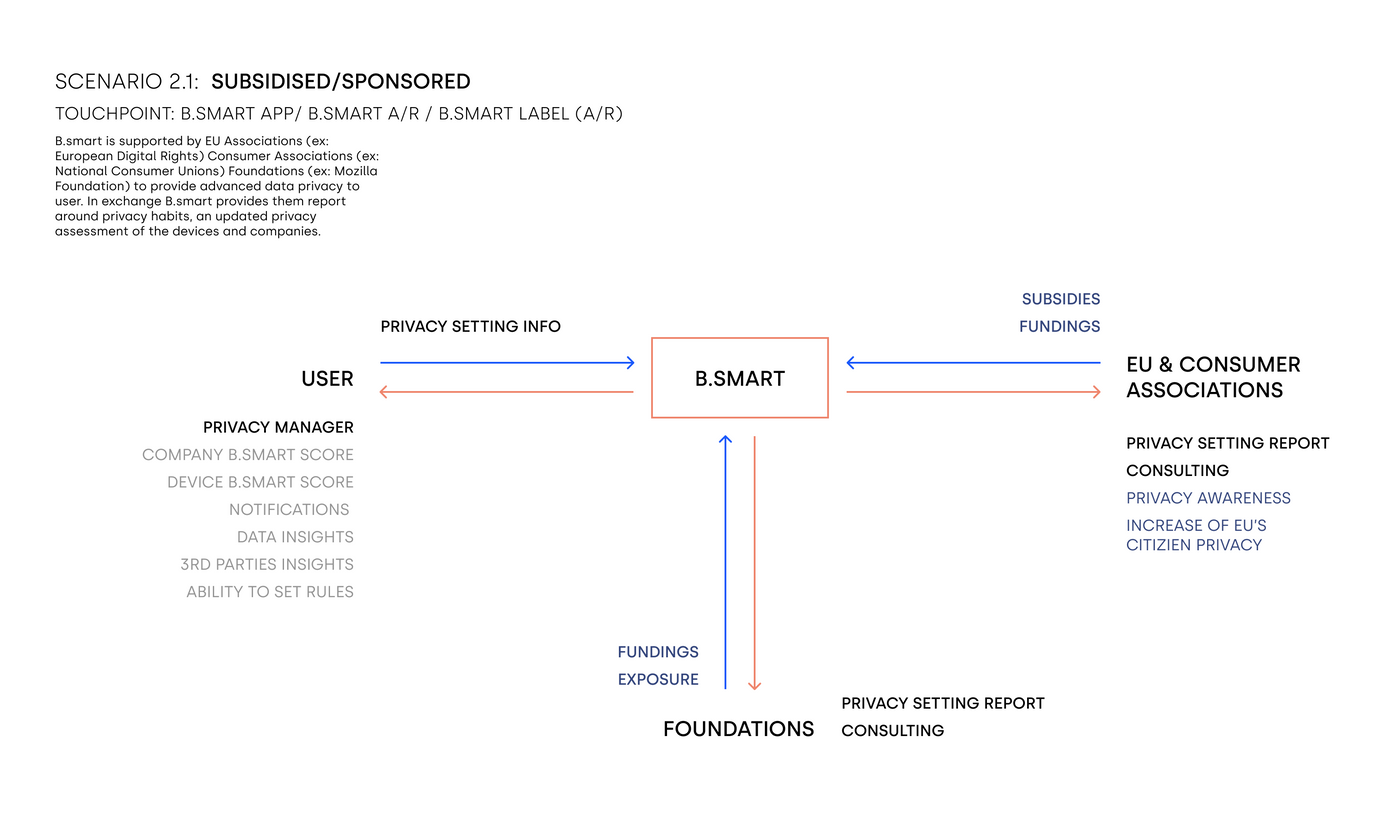 SCENARIO 2.1: SUBSIDISED/SPONSORED
TOUCHPOINT: B.SMART APP/ B.SMART A/R / B.SMART LABEL (A/R)
B.smart is supported by EU Associations (ex:
European Digital Rights) Consumer Associations (ex:
National Consumer Unions) Foundations (ex: Mozilla
Foundation) to provide advanced data privacy to
user. In exchange B.smart provides them report
around privacy habits, an updated privacy
assessment of the devices and companies.
PRIVACY SETTING INFO
USER
PRIVACY MANAGER
COMPANY B.SMART SCORE
DEVICE B.SMART SCORE
NOTIFICATIONS
DATA INSIGHTS
3RD PARTIES INSIGHTS
ABILITY TO SET RULES
B.SMART
SUBSIDIES
FUNDINGS
EU & CONSUMER
ASSOCIATIONS
PRIVACY SETTING REPORT
CONSULTING
PRIVACY AWARENESS
INCREASE OF EU'S
CITIZIEN PRIVACY
FUNDINGS
EXPOSURE
FOUNDATIONS
PRIVACY SETTING REPORT
CONSULTING